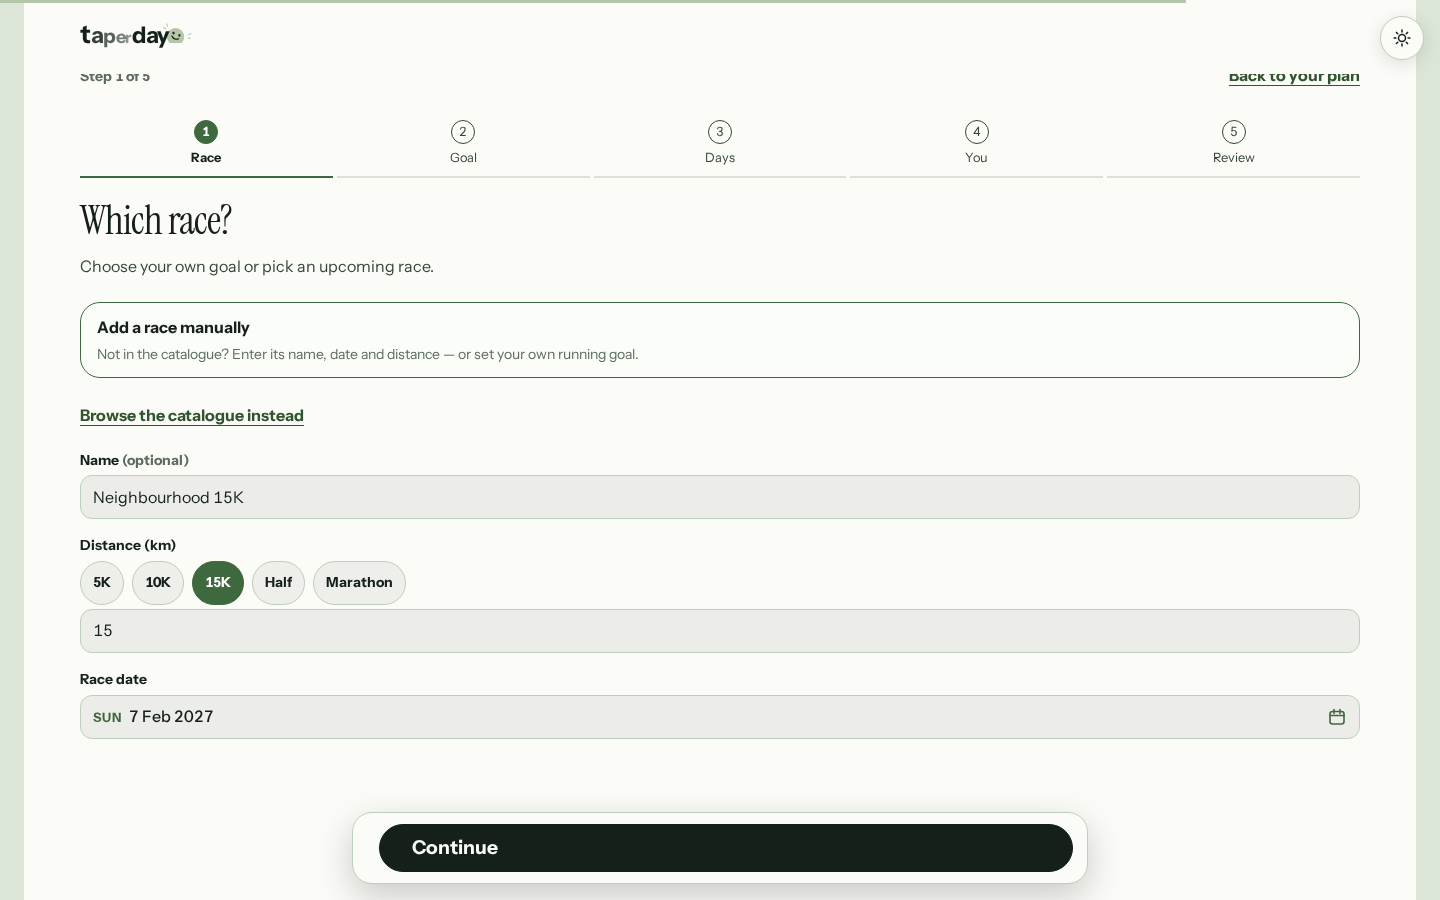 taperday
Step 1 of 5
Back to your plan
1
Race
2
Goal
3
Days
4
You
5
Review
Which race?
Choose your own goal or pick an upcoming race.
Add a race manually
Not in the catalogue? Enter its name, date and distance — or set your own running goal.
Browse the catalogue instead
Name (optional)
Neighbourhood 15K
Distance (km)
5K
10K
15K
Half
Marathon
15
Race date
SUN 7 Feb 2027
Continue